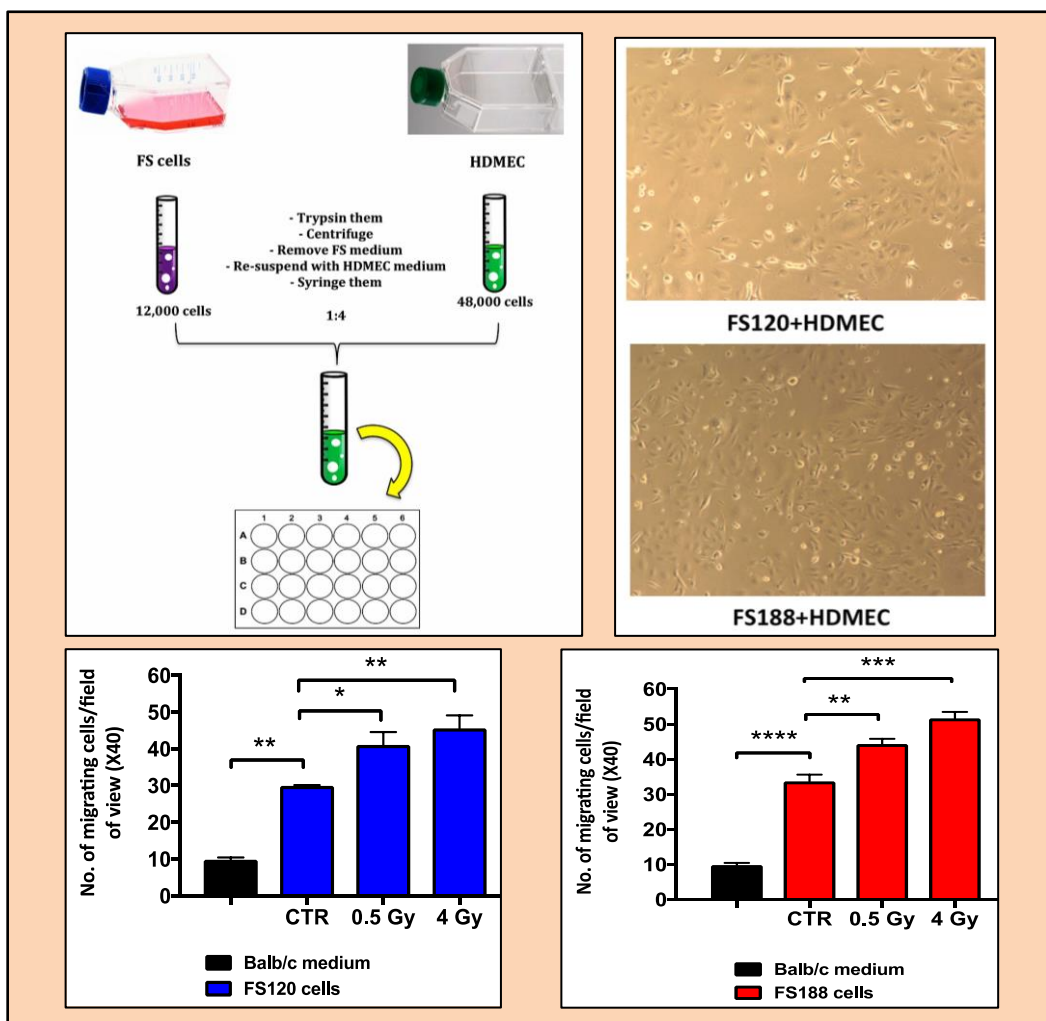 FS cells
HDMEC
- Trypsin them
- Centrifuge
- Remove FS medium
- Re-suspend with HDMEC medium
- Syringe them
12,000 cells
1:4
48,000 cells
1 2 3 4 5 6
A
B
C
D
FS120+HDMEC
FS188+HDMEC
No. of migrating cells/field
of view (X40)
60
50
40
30
20
10
0
**
*
**
CTR 0.5 Gy 4 Gy
Balb/c medium
FS120 cells
No. of migrating cells/field
of view (X40)
60
50
40
30
20
10
0
***
**
****
CTR 0.5 Gy 4 Gy
Balb/c medium
FS188 cells